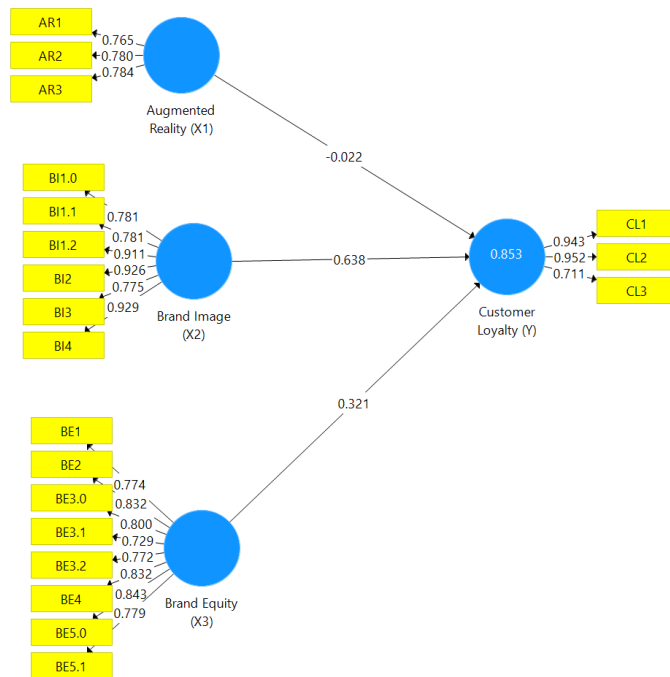 AR1
AR2
AR3
0.765
0.780
0.784
Augmented
Reality (X1)
-0.022
BI1.0
BI1.1
BI1.2
BI2
BI3
BI4
0.781
0.781
0.911
0.926
0.775
0.929
Brand Image
(X2)
0.638
0.853
Customer
Loyalty (Y)
0.943
0.952
0.711
CL1
CL2
CL3
0.321
BE1
BE2
BE3.0
BE3.1
BE3.2
BE4
BE5.0
BE5.1
0.774
0.832
0.800
0.729
0.772
0.832
0.843
0.779
Brand Equity
(X3)